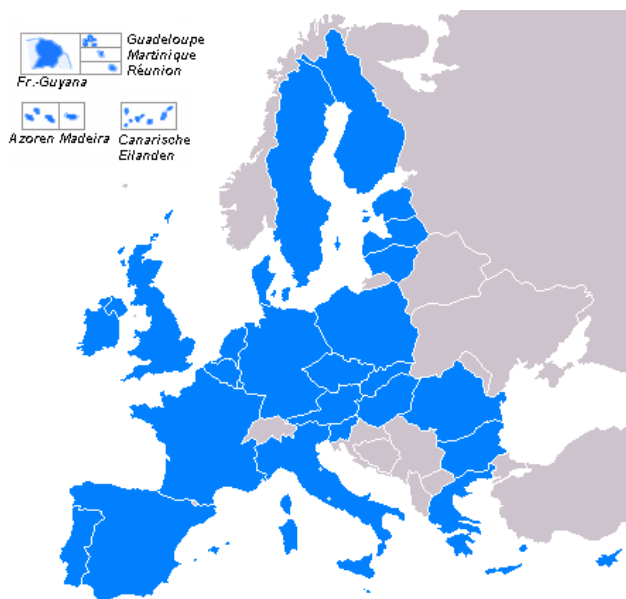 Guadeloupe
Martinique
Réunion
Fr.-Guyana
Azoren Madeira
Canarische
Eilanden